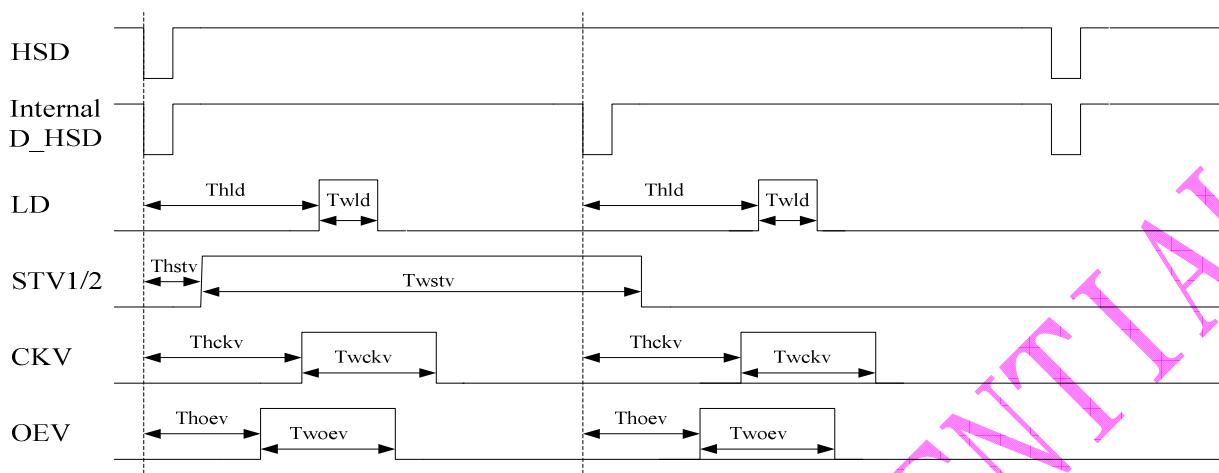 HSD
Internal
D_HSD
LD
Thld
Twld
Thld
Twld
STV1/2
Thstv
Twstv
CKV
Thckv
Twckv
Thckv
Twckv
OEV
Thoev
Twoev
Thoev
Twoev
ENTIA